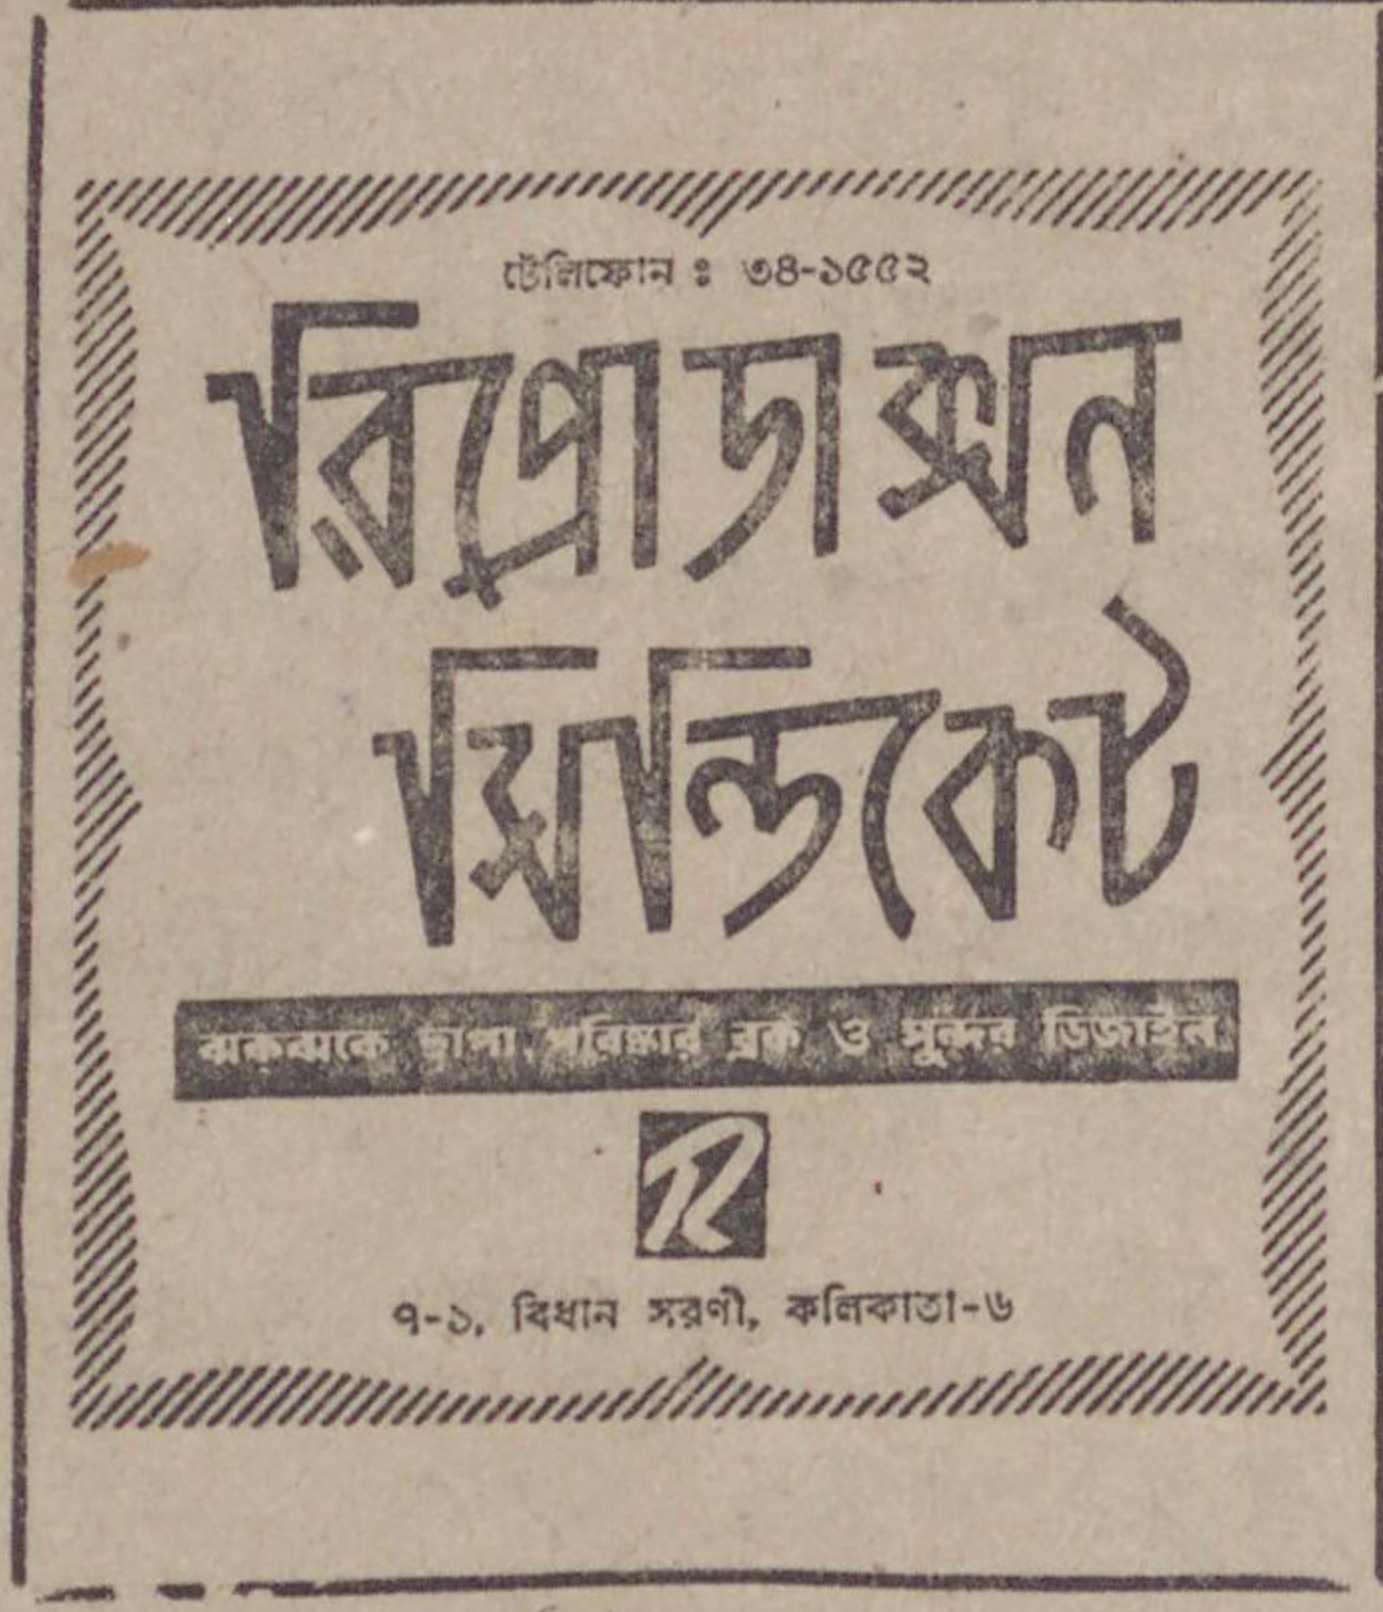 টেলিফোন ঃ ৩৪-১৫৫২
রিপ্রোডাক্সন
সিন্ডিকেট
ঝকঝকে ছাপা, পরিষ্কার ব্লক ও সুন্দর ডিজাইন
R
৭-১, বিধান সরণী, কলিকাতা-৬